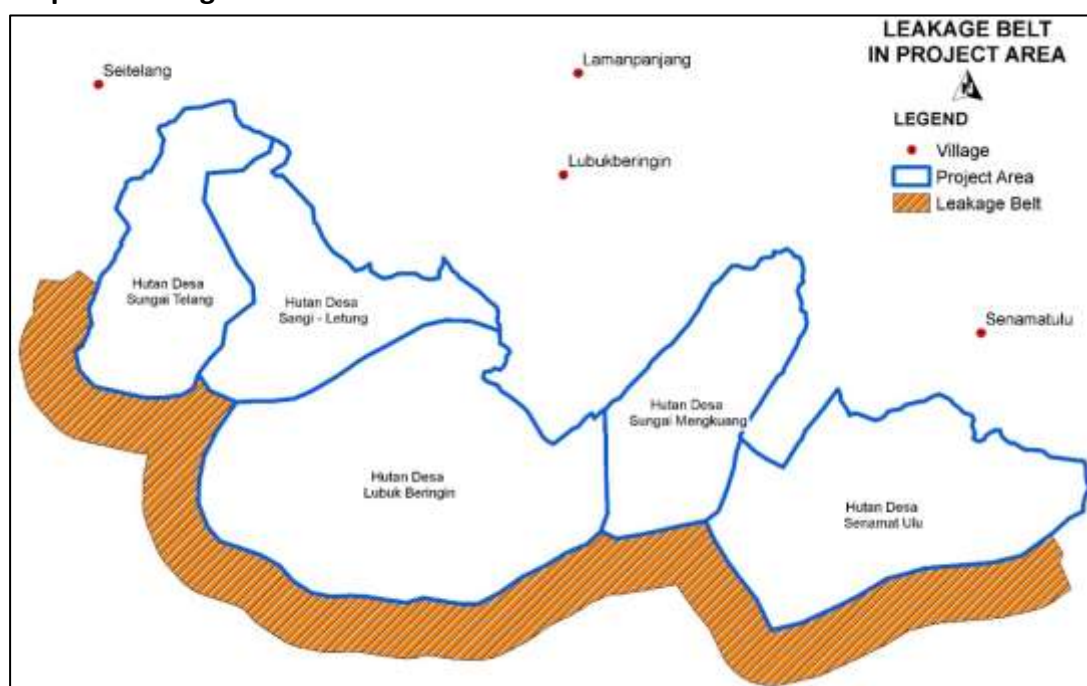 LEAKAGE BELT
IN PROJECT AREA
LEGEND
Village
Project Area
Leakage Belt
Seitelang
Lamanpanjang
Lubukberingin
Senamatulu
Hutan Desa
Sungai Telang
Hutan Desa
Sangi - Letung
Hutan Desa
Sungai Mengkuang
Hutan Desa
Lubuk Beringin
Hutan Desa
Senamat Ulu